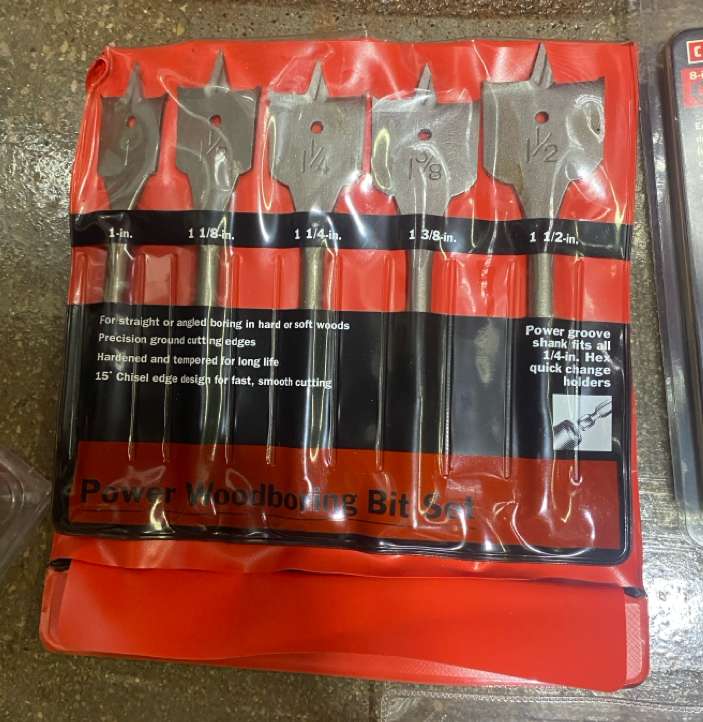 1
1 1/4
1 3/8
1 1/2
1-in.
1 1/8-in.
1 1/4-in.
1 3/8-in.
1 1/2-in.
For straight or angled boring in hard or soft woods
Precision ground cutting edges
Hardened and tempered for long life
15° Chisel edge design for fast, smooth cutting
Power groove
shank fits all
1/4-in. Hex
quick change
holders
Power Woodboring Bit Set